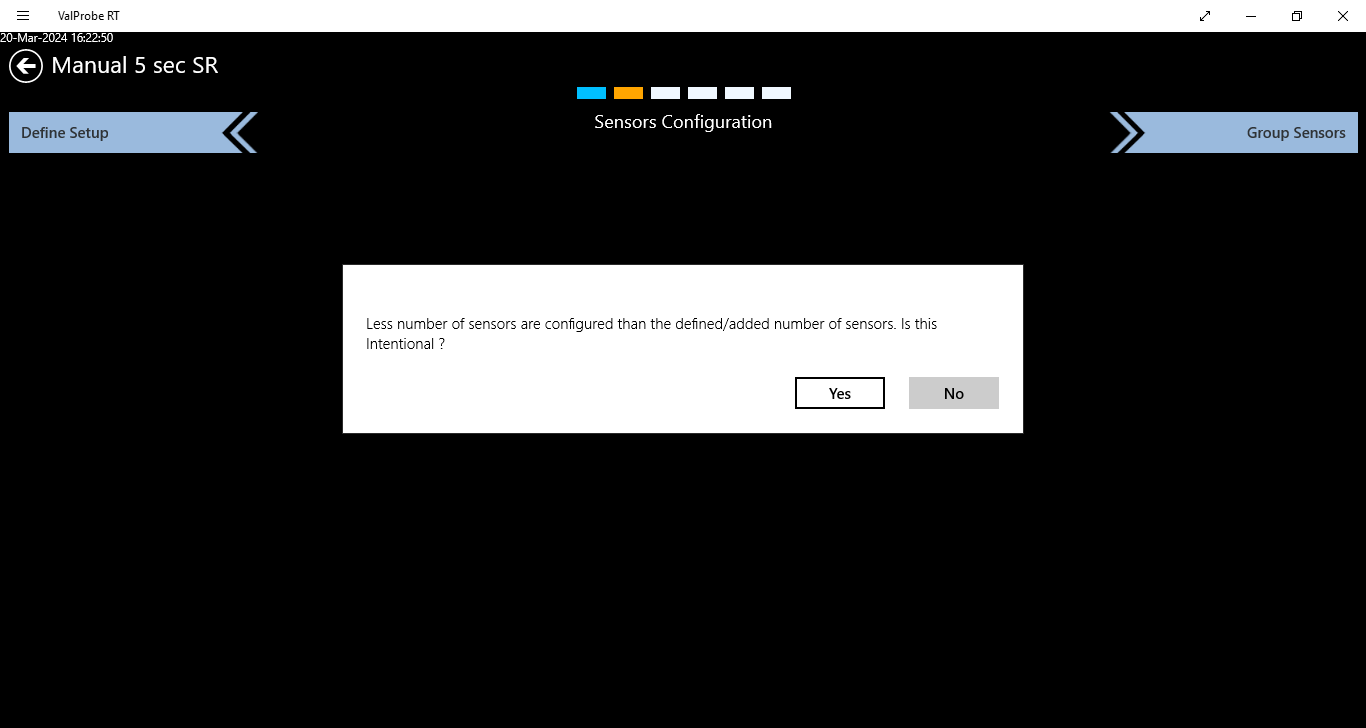 ValProbe RT
20-Mar-2024 16:22:50
Manual 5 sec SR
Define Setup
Sensors Configuration
Group Sensors
Less number of sensors are configured than the defined/added number of sensors. Is this
Intentional ?
Yes
No